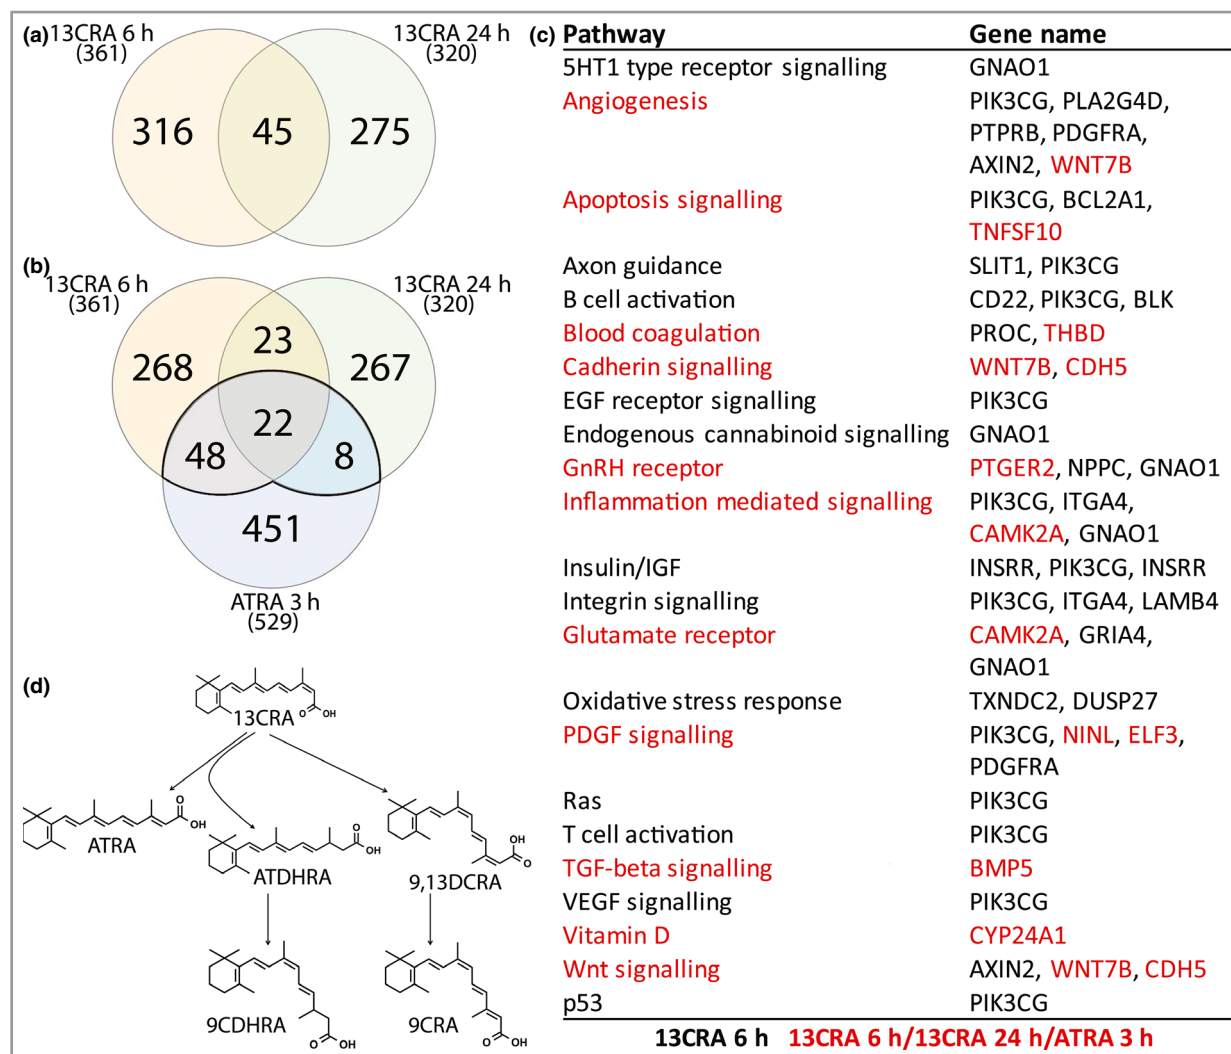 (a)
13CRA 6 h
(361)
13CRA 24 h
(320)
316
45
275
(b)
13CRA 6 h
(361)
13CRA 24 h
(320)
23
268
267
22
48
8
451
ATRA 3 h
(529)
(c) Pathway Gene name
5HT1 type receptor signalling GNAO1
Angiogenesis PIK3CG, PLA2G4D,
PTPRB, PDGFRA,
AXIN2, WNT7B
Apoptosis signalling PIK3CG, BCL2A1,
TNFSF10
Axon guidance SLIT1, PIK3CG
B cell activation CD22, PIK3CG, BLK
Blood coagulation PROC, THBD
Cadherin signalling WNT7B, CDH5
EGF receptor signalling PIK3CG
Endogenous cannabinoid signalling GNAO1
GnRH receptor PTGER2, NPPC, GNAO1
Inflammation mediated signalling PIK3CG, ITGA4,
CAMK2A, GNAO1
Insulin/IGF INSRR, PIK3CG, INSRR
Integrin signalling PIK3CG, ITGA4, LAMB4
Glutamate receptor CAMK2A, GRIA4,
GNAO1
Oxidative stress response TXNDC2, DUSP27
PDGF signalling PIK3CG, NINL, ELF3,
PDGFRA
Ras PIK3CG
T cell activation PIK3CG
TGF-beta signalling BMP5
VEGF signalling PIK3CG
Vitamin D CYP24A1
Wnt signalling AXIN2, WNT7B, CDH5
p53 PIK3CG
13CRA 6 h 13CRA 6 h/13CRA 24 h/ATRA 3 h
(d)
O OH
13CRA
O
OH
ATRA
O
OH
ATDHRA
OH
O
9,13DCRA
O OH
9CDHRA
O OH
9CRA